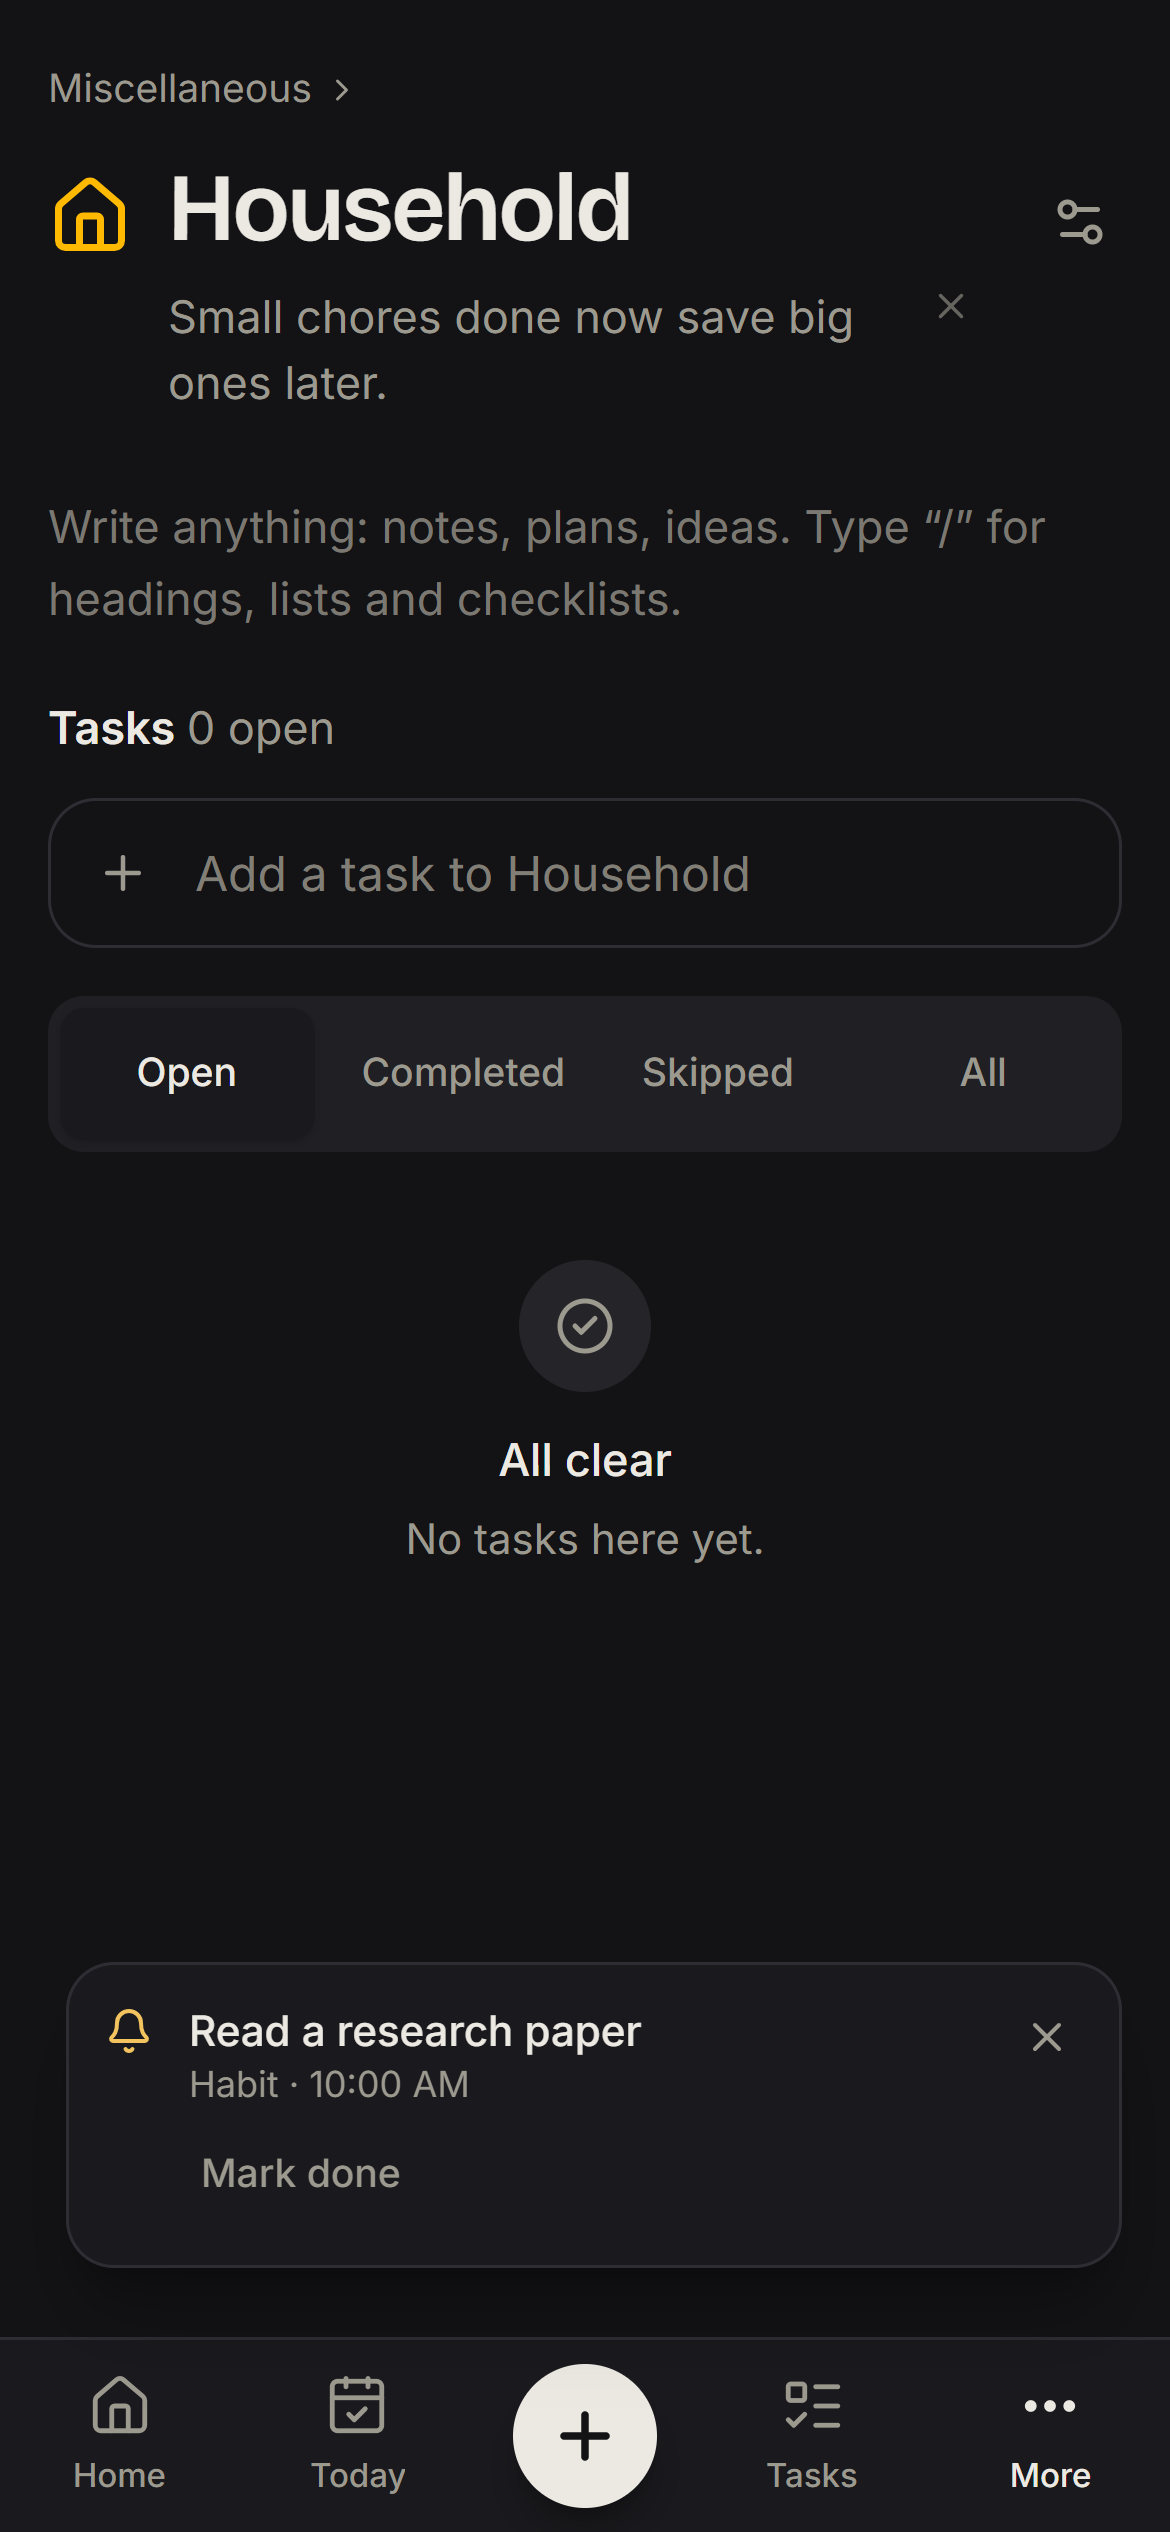 Miscellaneous
Household
Small chores done now save big
ones later.
Write anything: notes, plans, ideas. Type “/” for
headings, lists and checklists.
Tasks 0 open
Add a task to Household
Open Completed Skipped All
All clear
No tasks here yet.
Read a research paper
Habit · 10:00 AM
Mark done
Home Today Tasks More